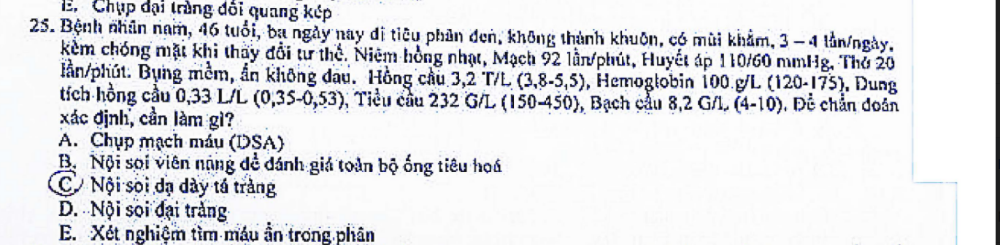 E. Chụp đại tràng đối quang kép
25. Bệnh nhân nam, 46 tuổi, ba ngày nay đi tiêu phân đen, không thành khuôn, có mùi khắm, 3 – 4 lần/ngày,
kèm chóng mặt khi thay đổi tư thế. Niêm hồng nhạt, Mạch 92 lần/phút, Huyết áp 110/60 mmHg, Thở 20
lần/phút. Bụng mềm, ấn không đau. Hồng cầu 3,2 T/L (3,8-5,5), Hemoglobin 100 g/L (120-175), Dung
tích hồng cầu 0,33 L/L (0,35-0,53), Tiểu cầu 232 G/L (150-450), Bạch cầu 8,2 G/L (4-10). Để chẩn đoán
xác định, cần làm gì?
A. Chụp mạch máu (DSA)
B. Nội soi viên nang để đánh giá toàn bộ ống tiêu hoá
C. Nội soi dạ dày tá tràng
D. Nội soi đại tràng
E. Xét nghiệm tìm máu ẩn trong phân